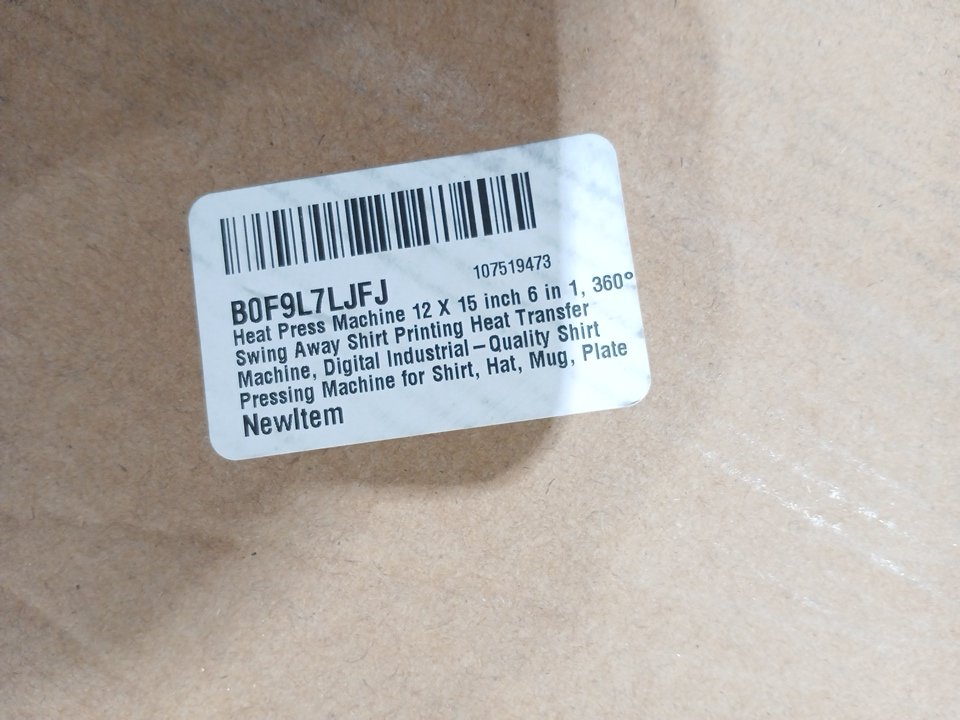 107519473
B0F9L7LJFJ
Heat Press Machine 12 X 15 inch 6 in 1, 360°
Swing Away Shirt Printing Heat Transfer
Machine, Digital Industrial-Quality Shirt
Pressing Machine for Shirt, Hat, Mug, Plate
NewItem